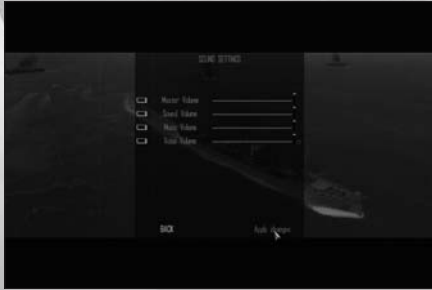 SOUND SETTINGS
Master Volume
Sound Volume
Music Volume
Voice Volume
BACK
Apply changes